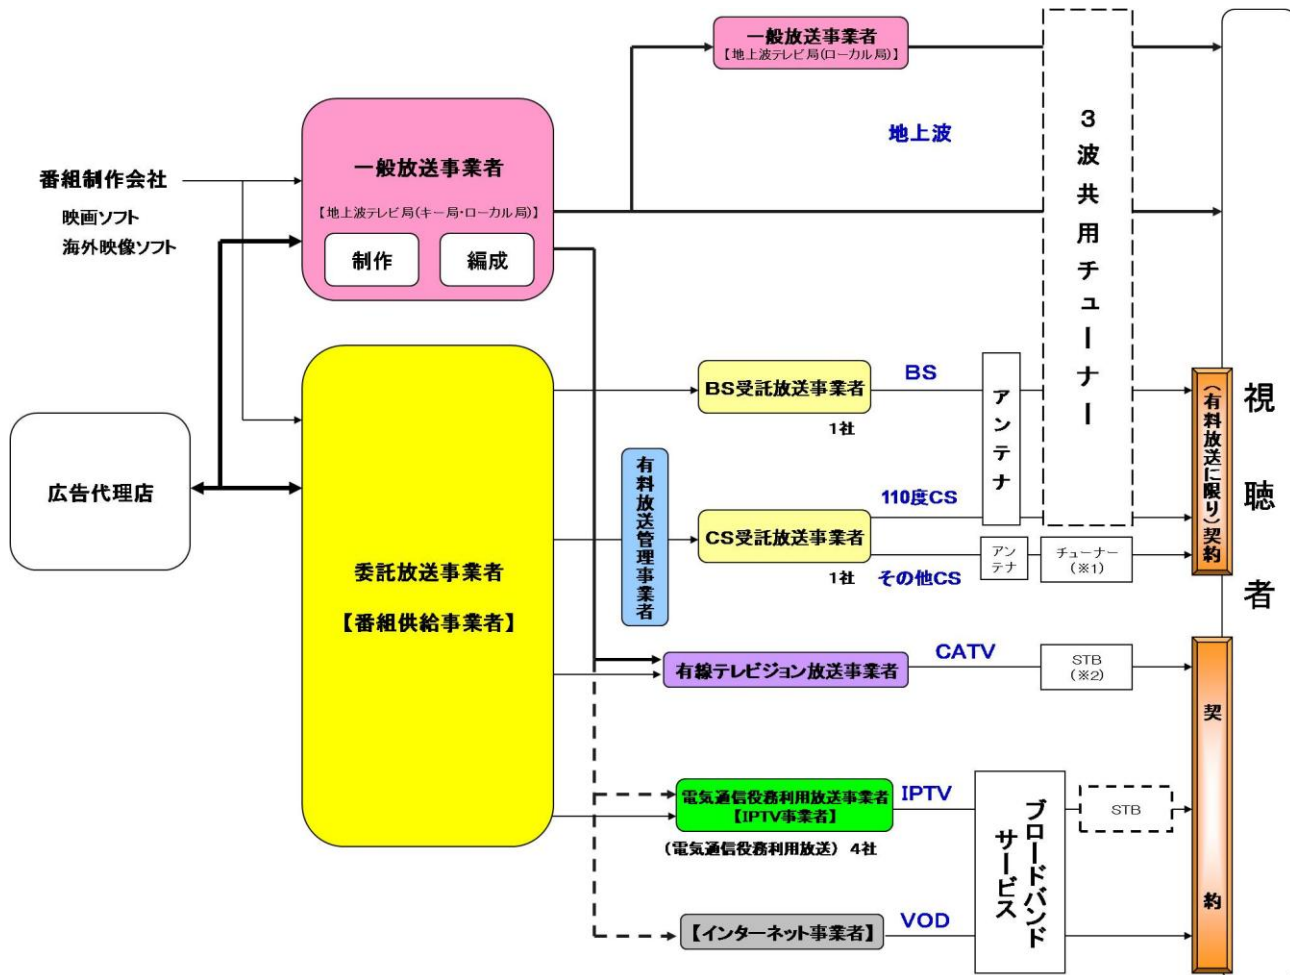 一般放送事業者
【地上波テレビ局(ローカル局)】
地上波
3波共用チューナー
番組制作会社
映画ソフト
海外映像ソフト
一般放送事業者
【地上波テレビ局(キー局・ローカル局)】
制作
編成
広告代理店
委託放送事業者
【番組供給事業者】
BS受託放送事業者
1社
BS
有料放送管理事業者
CS受託放送事業者
1社
110度CS
その他CS
アンテナ
アン
テナ
チューナー
(※1)
(有料放送に限り)契約
視聴者
有線テレビジョン放送事業者
CATV
STB
(※2)
電気通信役務利用放送事業者
【IPTV事業者】
(電気通信役務利用放送) 4社
IPTV
ブロードバンド
サービス
STB
契約
【インターネット事業者】
VOD